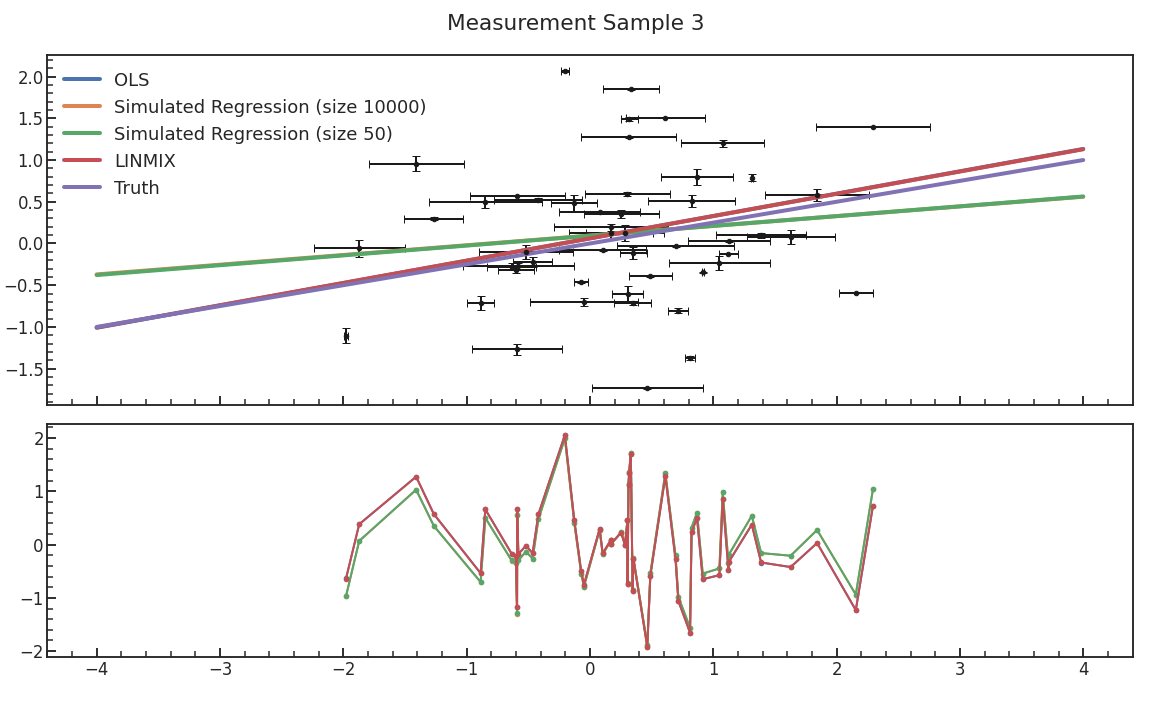 Measurement Sample 3
OLS
Simulated Regression (size 10000)
Simulated Regression (size 50)
LINMIX
Truth
2.0
1.5
1.0
0.5
0.0
−0.5
−1.0
−1.5
2
1
0
−1
−2
−4 −3 −2 −1 0 1 2 3 4